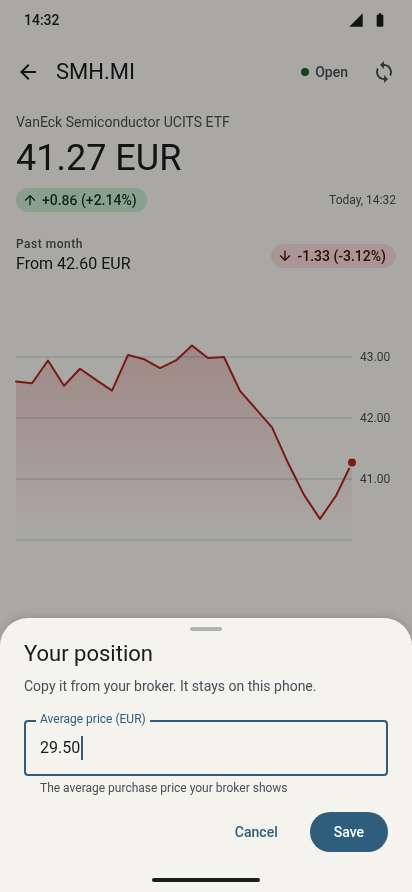 14:32
SMH.MI
Open
VanEck Semiconductor UCITS ETF
41.27 EUR
+0.86 (+2.14%)
Today, 14:32
Past month
From 42.60 EUR
-1.33 (-3.12%)
43.00
42.00
41.00
Your position
Copy it from your broker. It stays on this phone.
Average price (EUR)
29.50
The average purchase price your broker shows
Cancel
Save